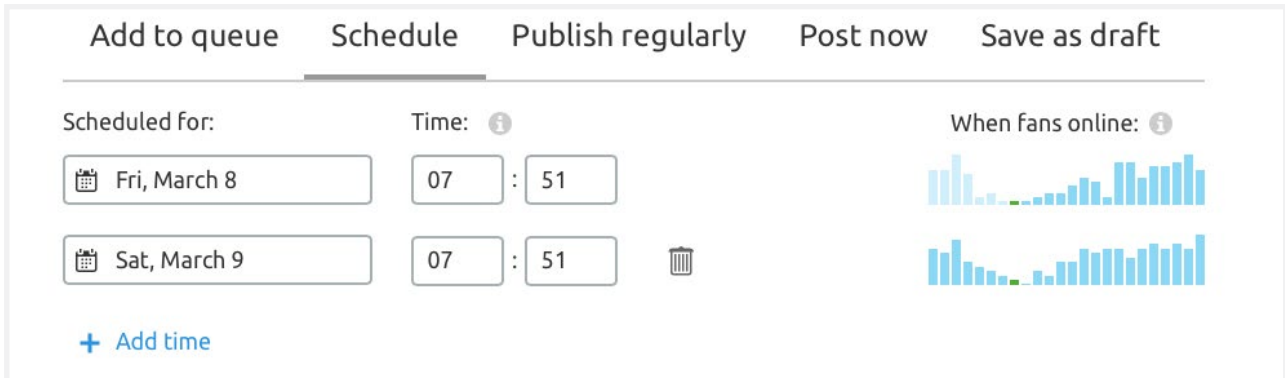 Add to queue Schedule Publish regularly Post now Save as draft
Scheduled for: Time: When fans online:
Fri, March 8 07 : 51
Sat, March 9 07 : 51
+ Add time